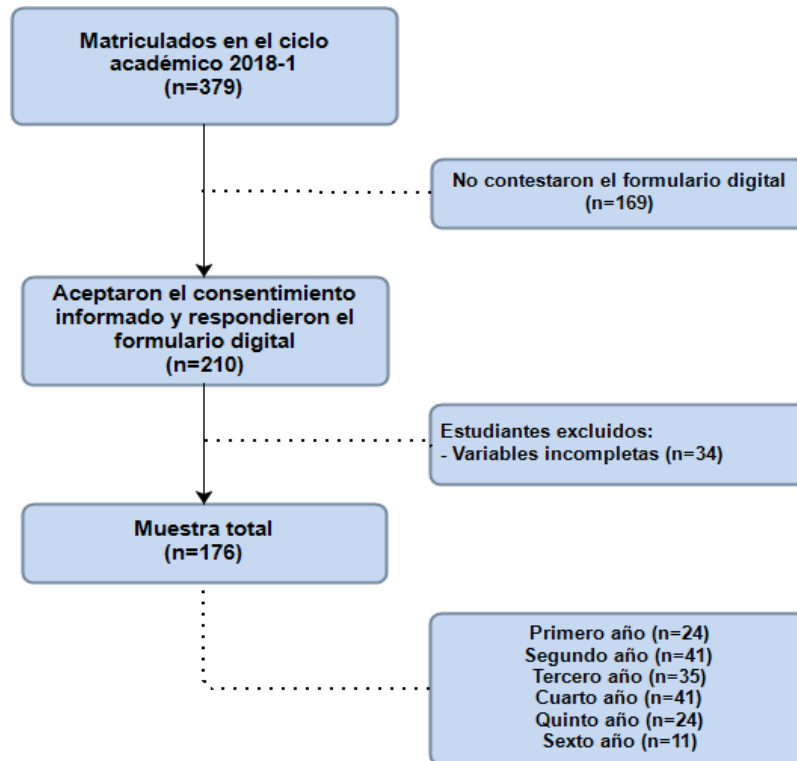 Matriculados en el ciclo
académico 2018-1
(n=379)
No contestaron el formulario digital
(n=169)
Aceptaron el consentimiento
informado y respondieron el
formulario digital
(n=210)
Estudiantes excluidos:
- Variables incompletas (n=34)
Muestra total
(n=176)
Primero año (n=24)
Segundo año (n=41)
Tercero año (n=35)
Cuarto año (n=41)
Quinto año (n=24)
Sexto año (n=11)